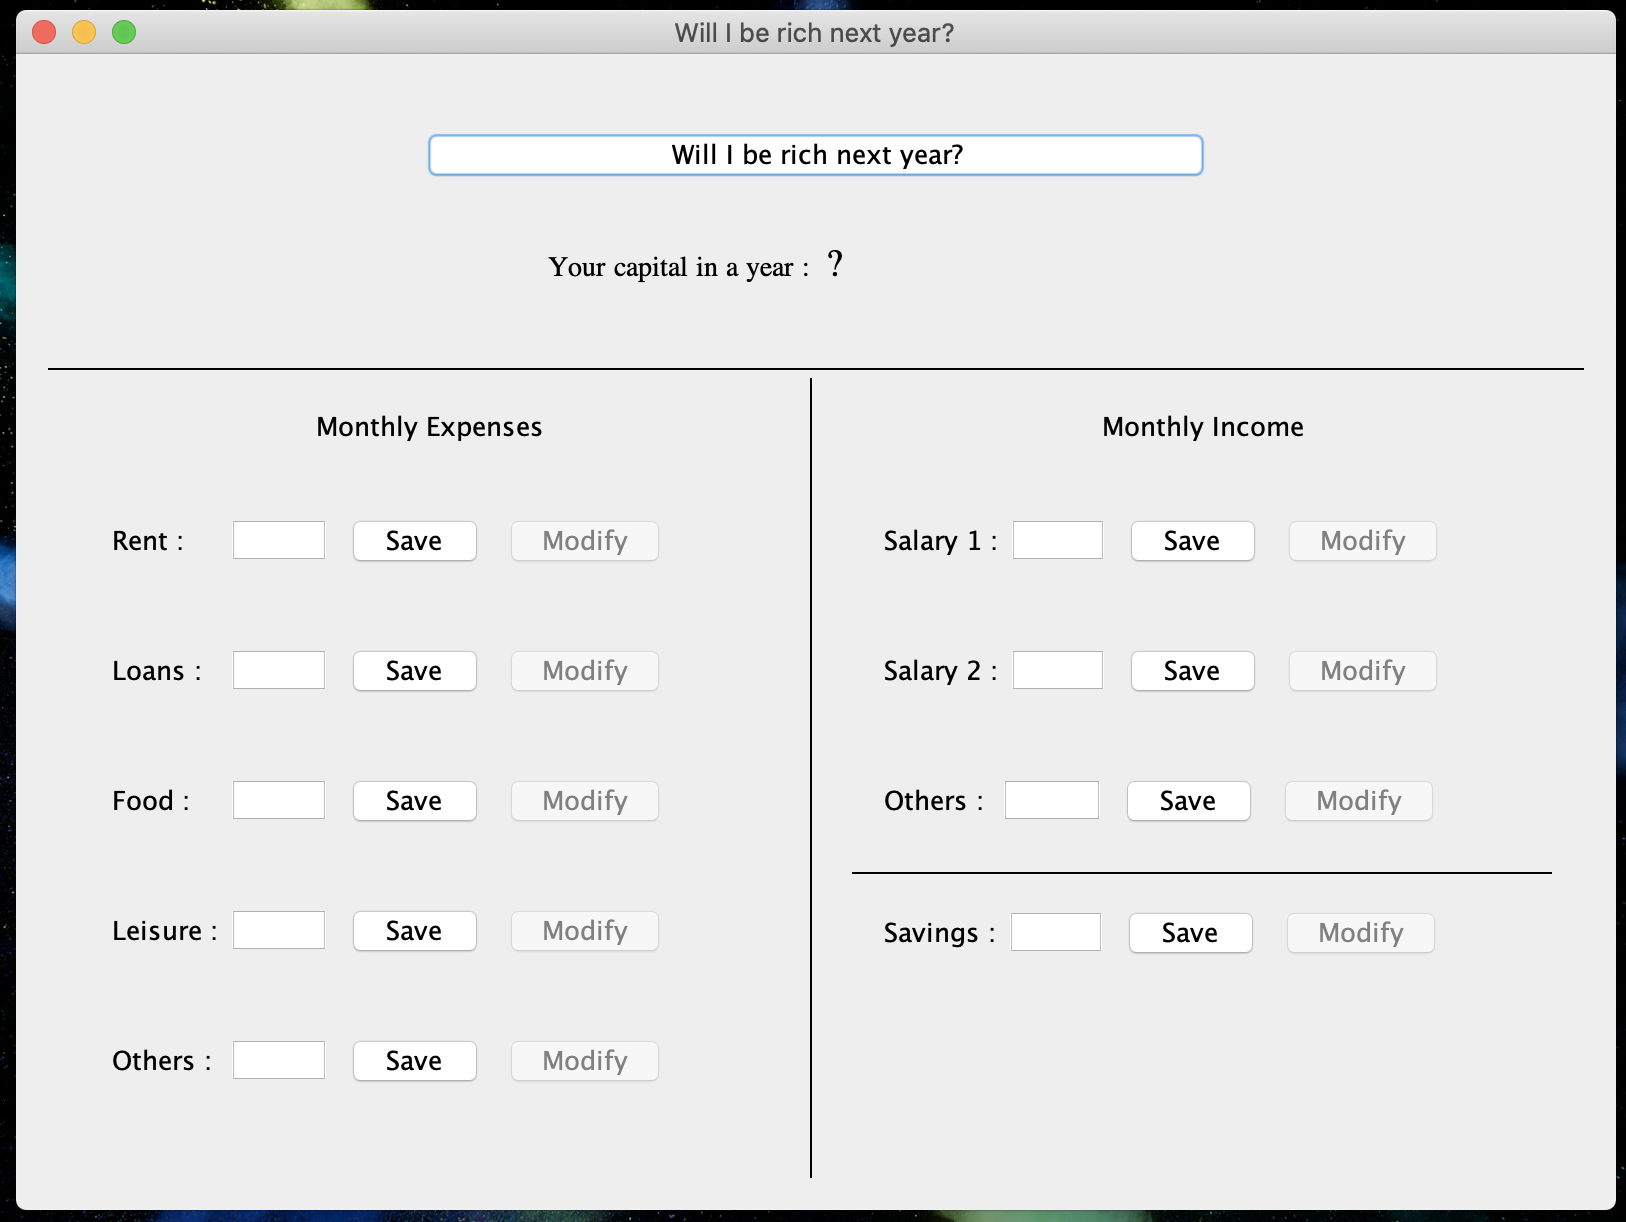 Will I be rich next year?
Will I be rich next year?
Your capital in a year : ?
Monthly Expenses
Rent : Save Modify
Loans : Save Modify
Food : Save Modify
Leisure : Save Modify
Others : Save Modify
Monthly Income
Salary 1 : Save Modify
Salary 2 : Save Modify
Others : Save Modify
Savings : Save Modify